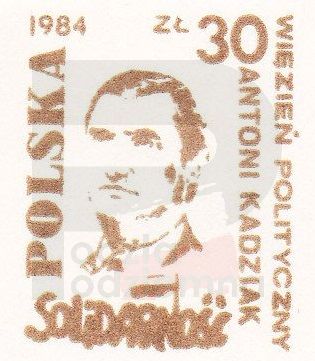 1984 ZŁ 30
POLSKA
WIĘZIEŃ POLITYCZNY
ANTONI KADZIAK
SOLIDARNOŚĆ